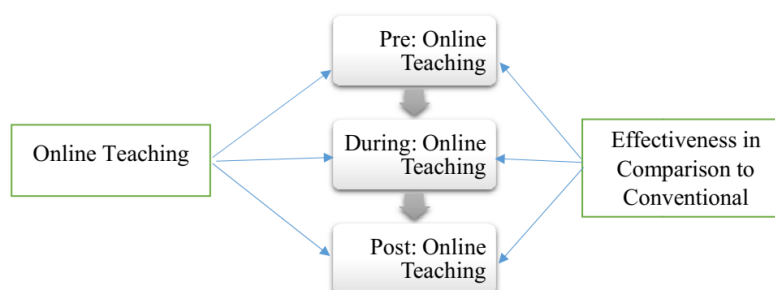 Pre: Online
Teaching
Online Teaching
During: Online
Teaching
Effectiveness in
Comparison to
Conventional
Post: Online
Teaching